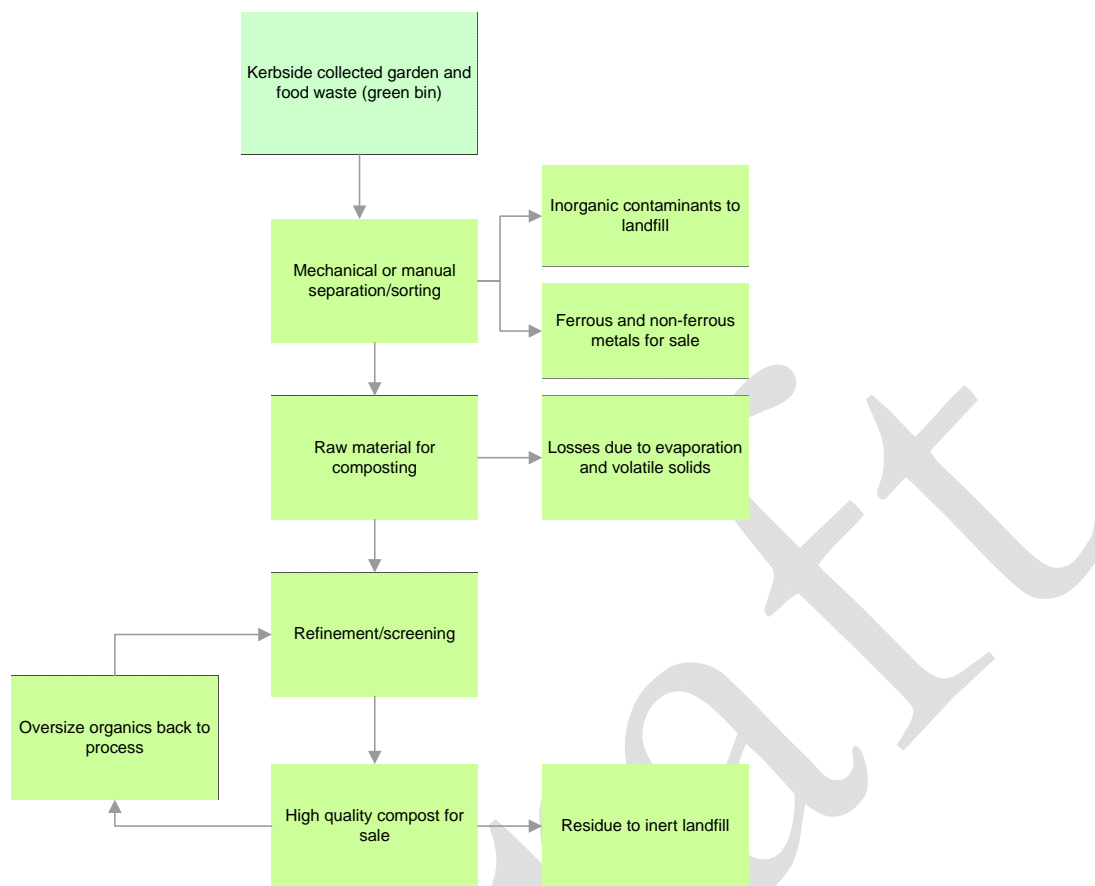 Kerbside collected garden and
food waste (green bin)
Inorganic contaminants to
landfill
Mechanical or manual
separation/sorting
Ferrous and non-ferrous
metals for sale
Raw material for
composting
Losses due to evaporation
and volatile solids
Refinement/screening
Oversize organics back to
process
High quality compost for
sale
Residue to inert landfill